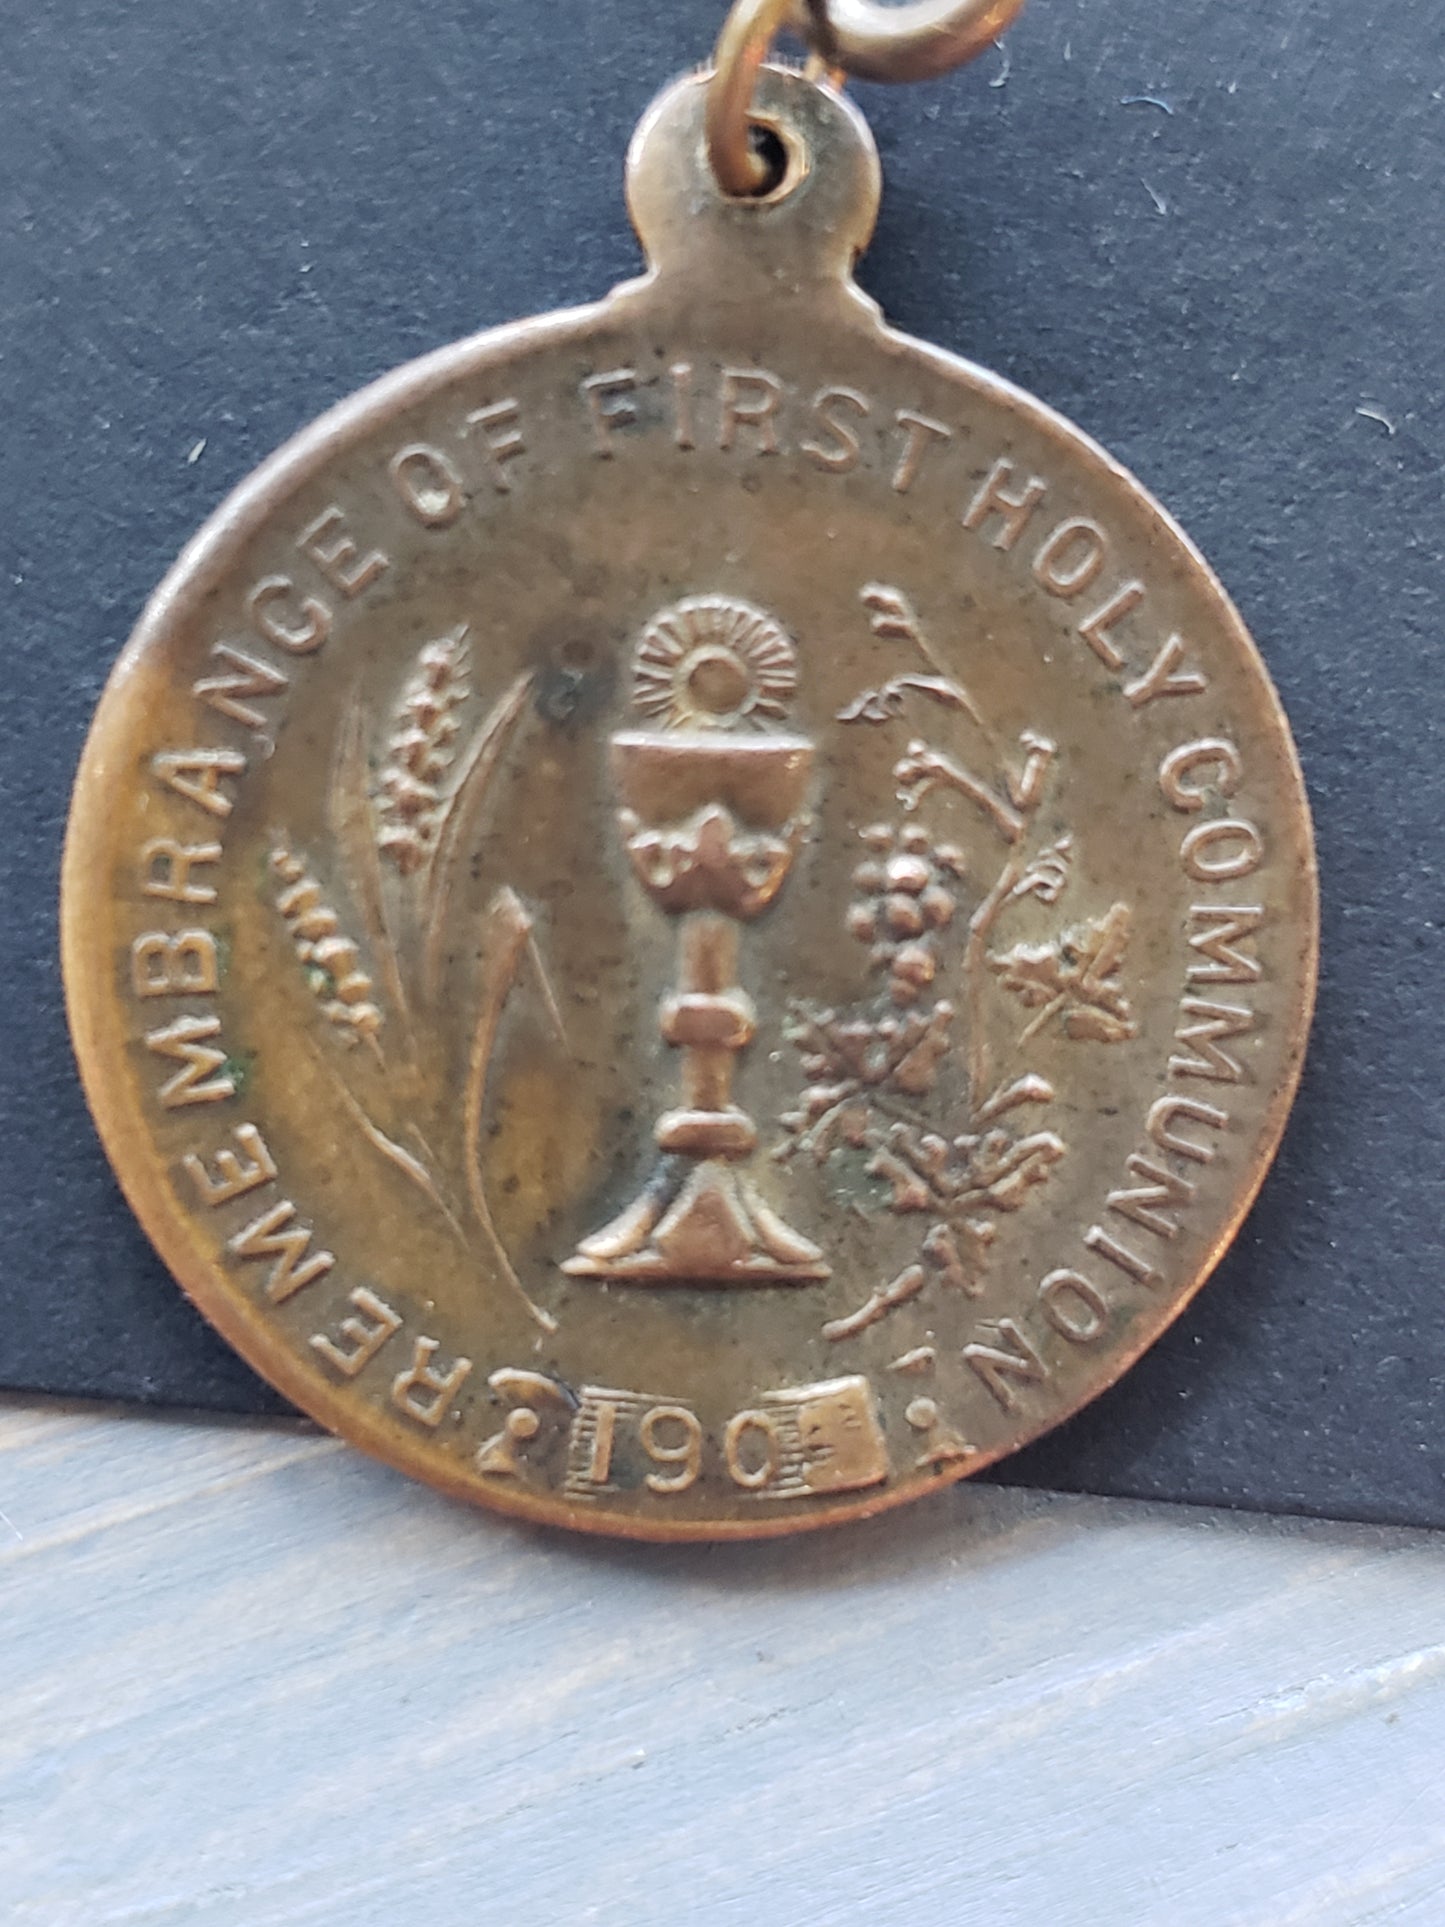 REMEMBRANCE OF FIRST HOLY COMMUNION
190